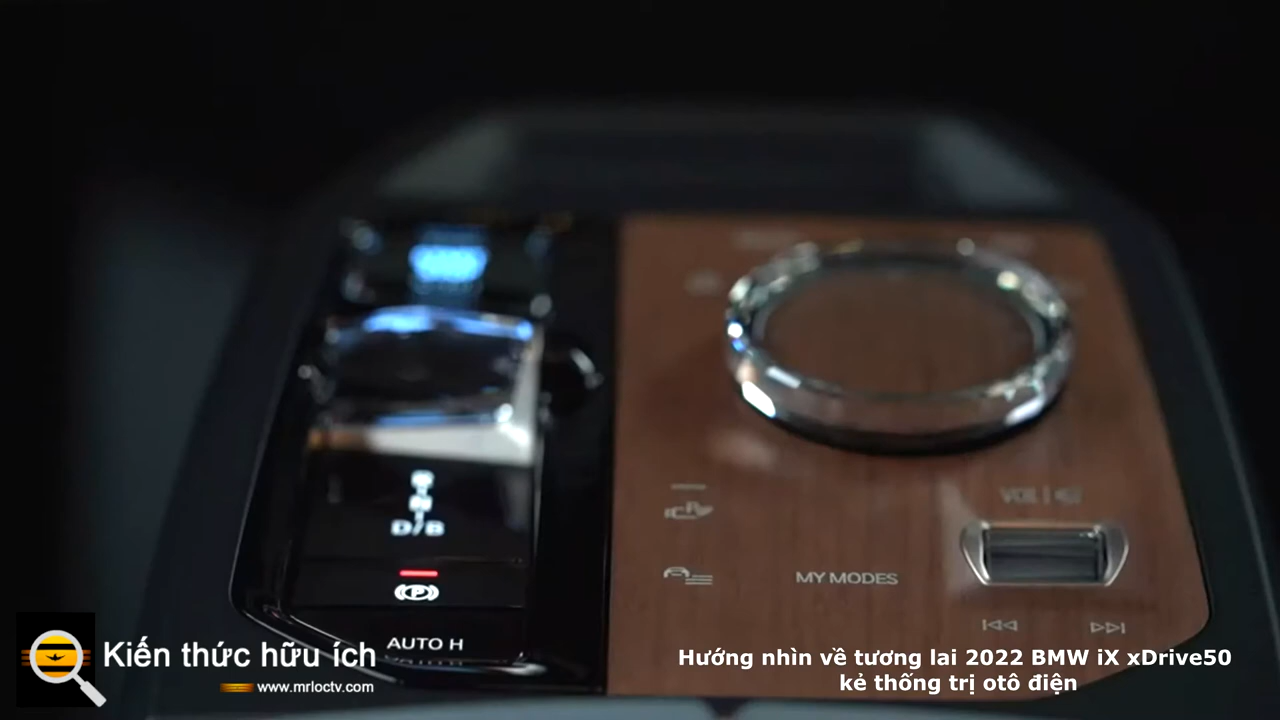 VOL
R
N
D/B
MY MODES
P
AUTO H
Kiến thức hữu ích
www.mrloctv.com
Hướng nhìn về tương lai 2022 BMW iX xDrive50
kẻ thống trị otô điện